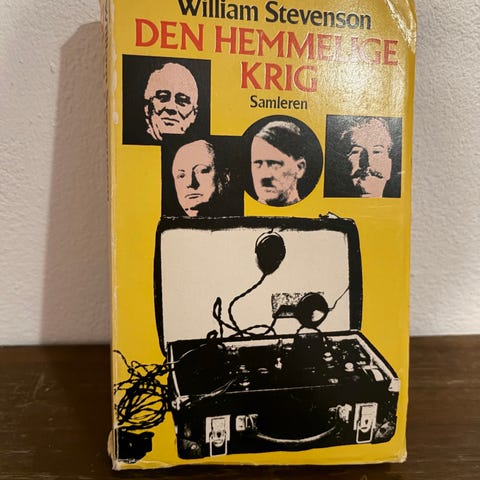 William Stevenson
DEN HEMMELIGE
KRIG
Samleren